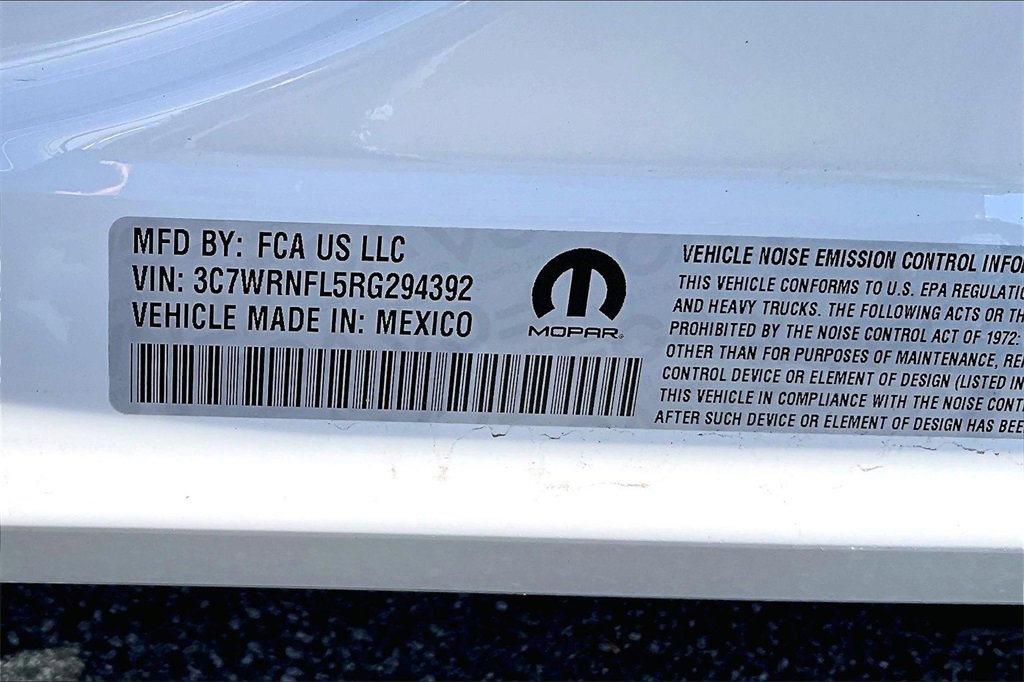 MFD BY: FCA US LLC
VIN: 3C7WRNFL5RG294392
VEHICLE MADE IN: MEXICO
MOPAR®
VEHICLE NOISE EMISSION CONTROL
THIS VEHICLE CONFORMS TO U.S. EPA
AND HEAVY TRUCKS. THE FOLLOWING ACTS OR
PROHIBITED BY THE NOISE CONTROL ACT OF 1972:
OTHER THAN FOR PURPOSES OF MAINTENANCE,
CONTROL DEVICE OR ELEMENT OF DESIGN (LISTED IN
THIS VEHICLE IN COMPLIANCE WITH THE NOISE
AFTER SUCH DEVICE OR ELEMENT OF DESIGN HAS